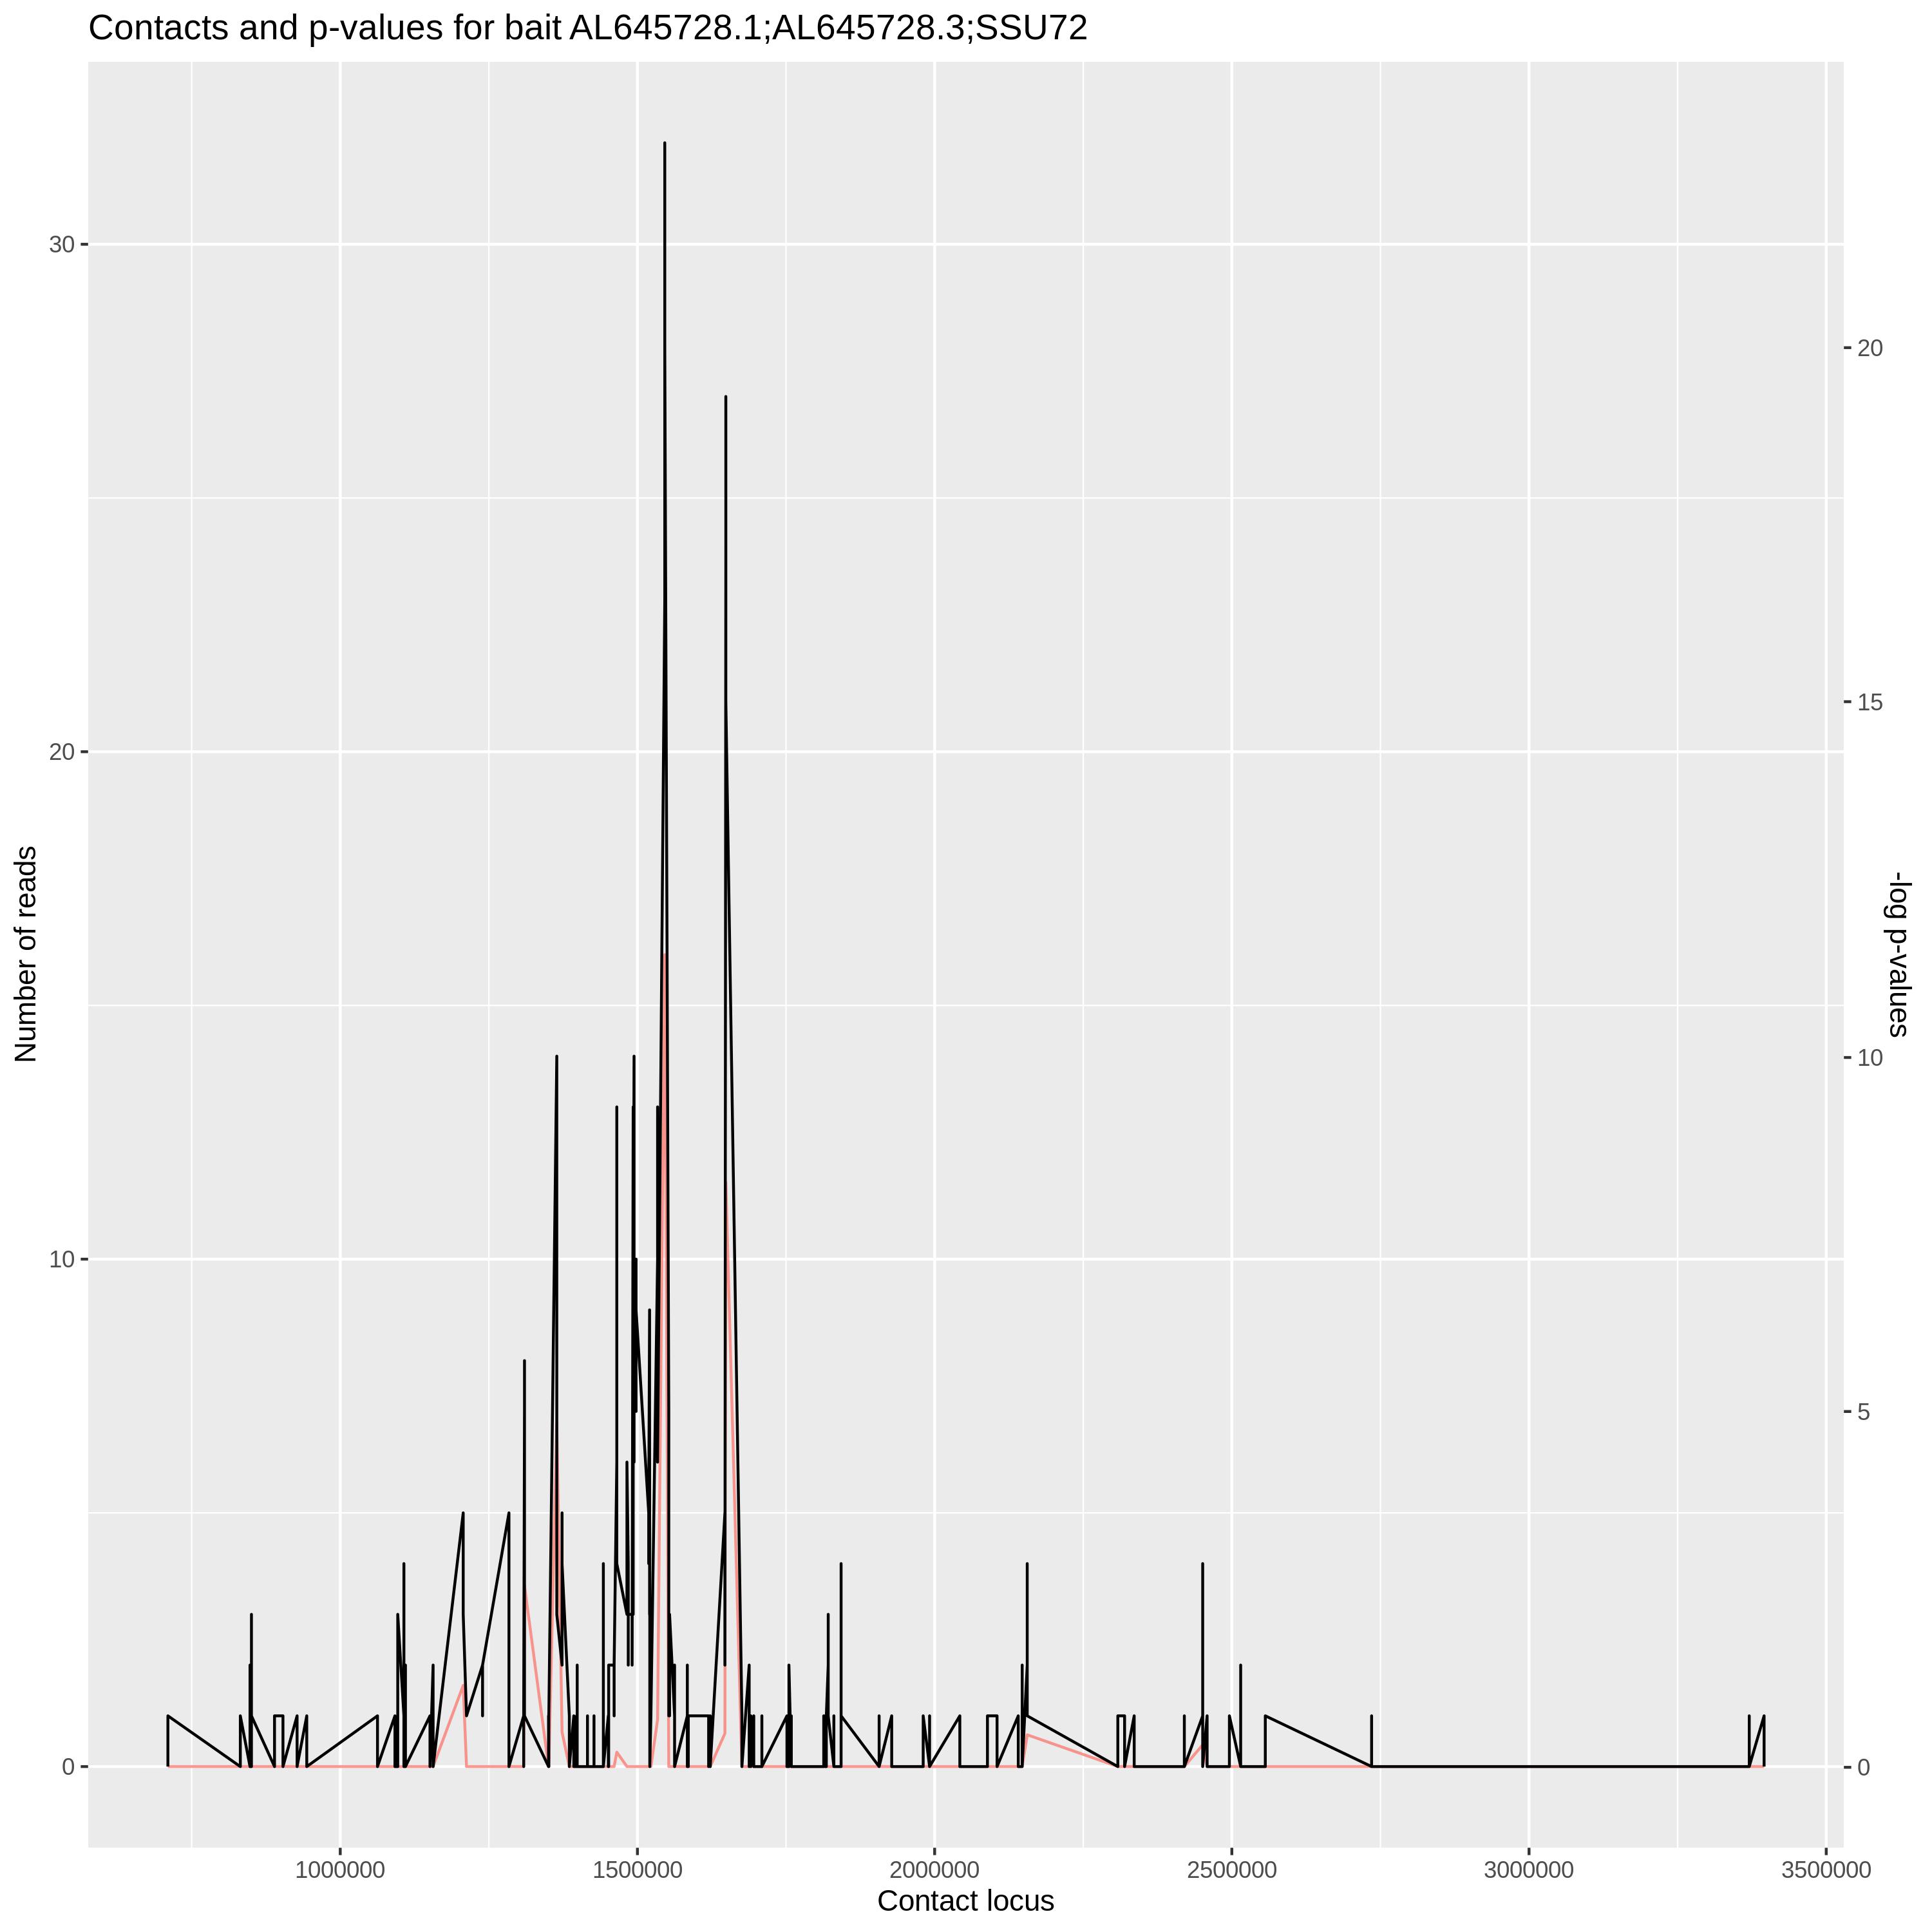 Contacts and p-values for bait AL645728.1;AL645728.3;SSU72
30
20
10
0
Number of reads
20
15
10
5
0
-log p-values
1000000 1500000 2000000 2500000 3000000 3500000
Contact locus